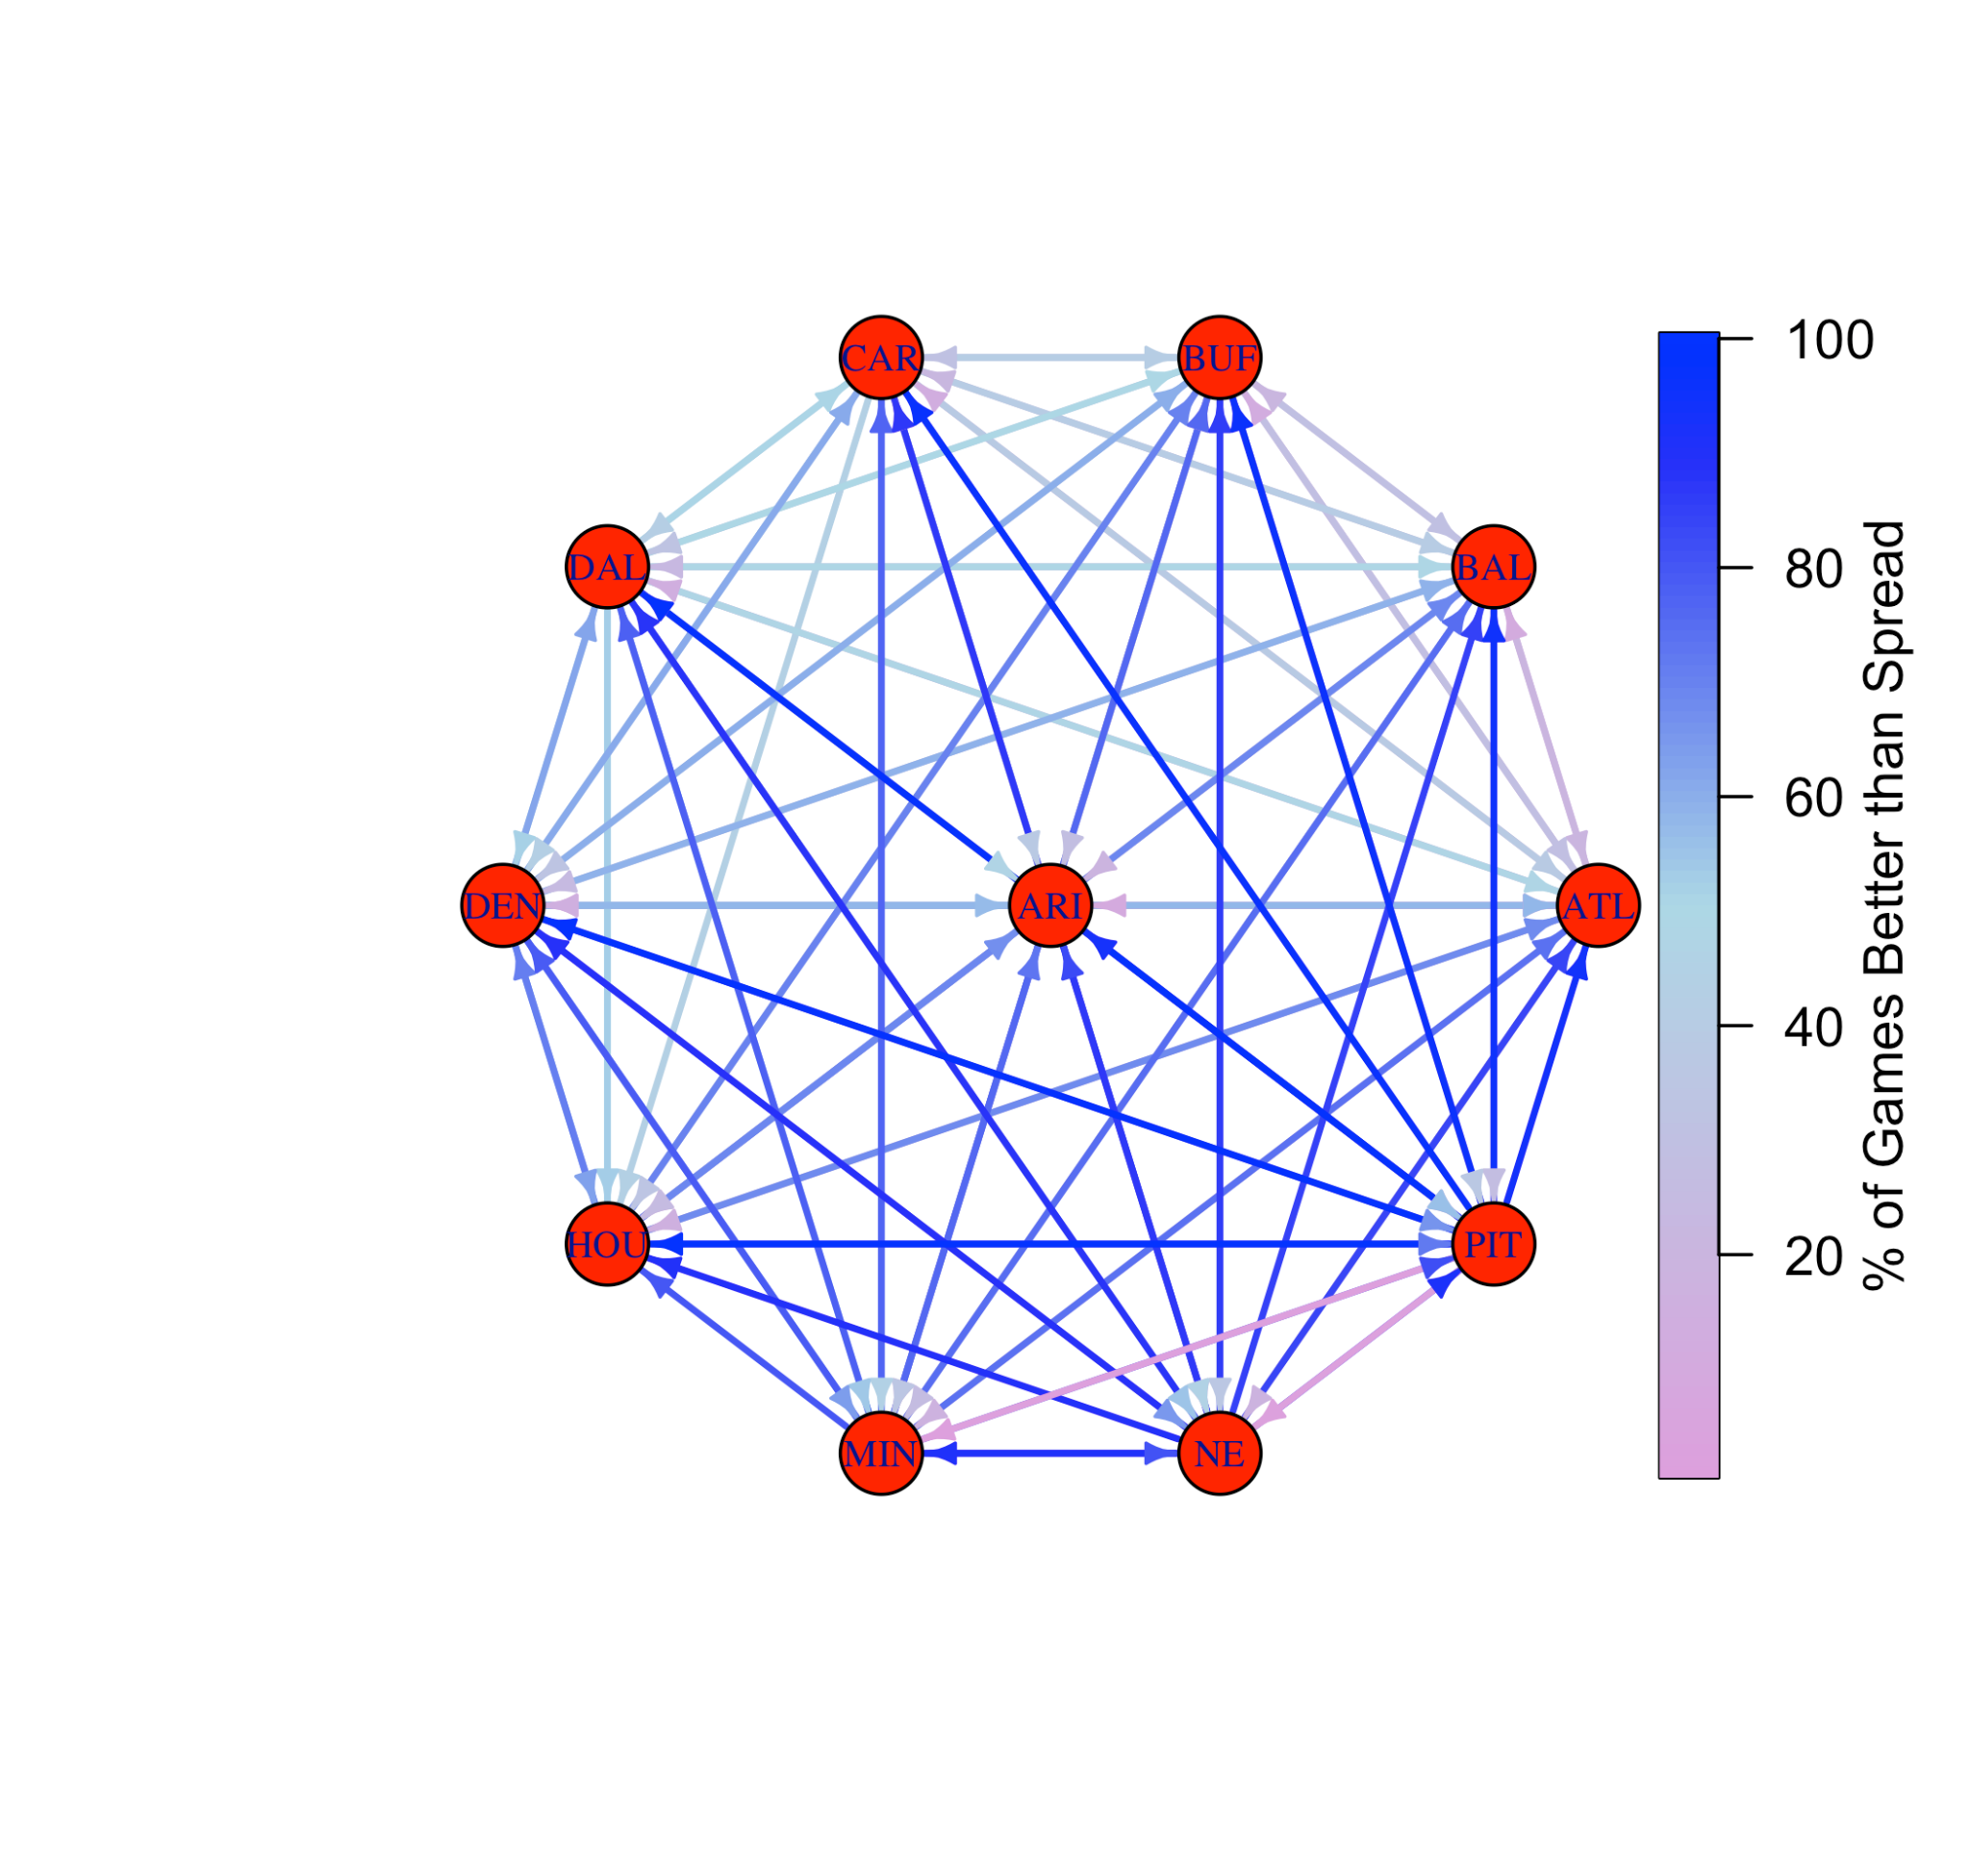 CAR
BUF
DAL
BAL
DEN
ARI
ATL
HOU
PIT
MIN
NE
100
80
60
40
20
% of Games Better than Spread